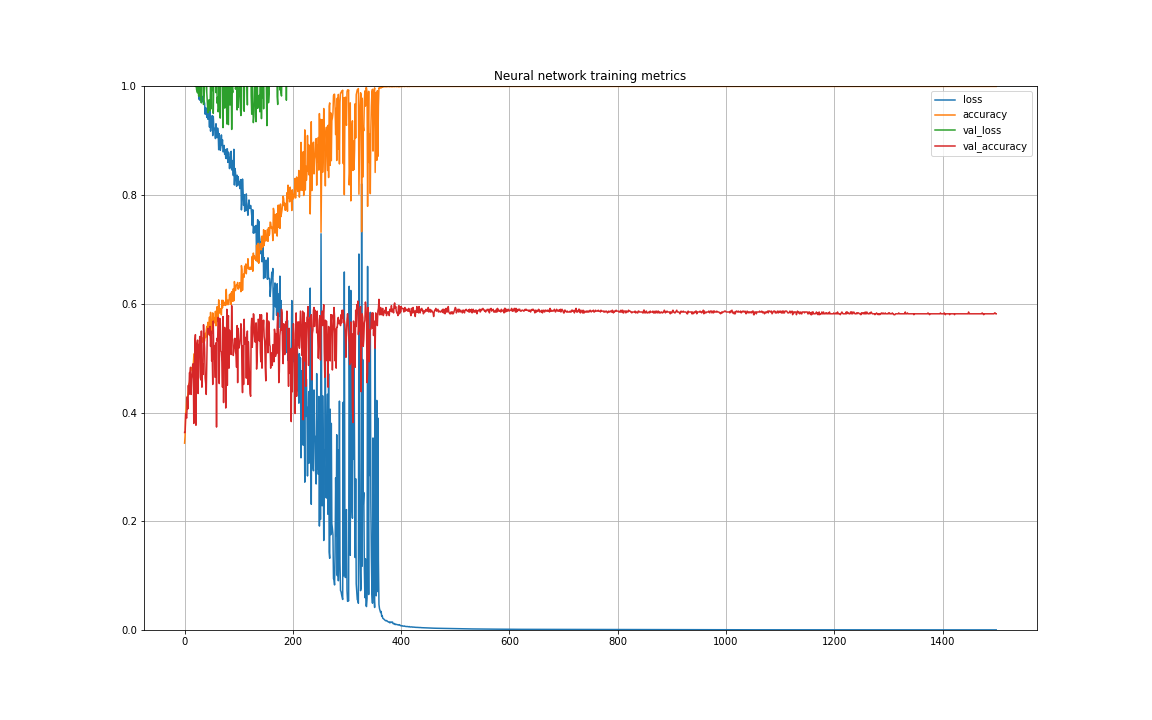 Neural network training metrics
1.0
0.8
0.6
0.4
0.2
0.0
loss
accuracy
val_loss
val_accuracy
0 200 400 600 800 1000 1200 1400